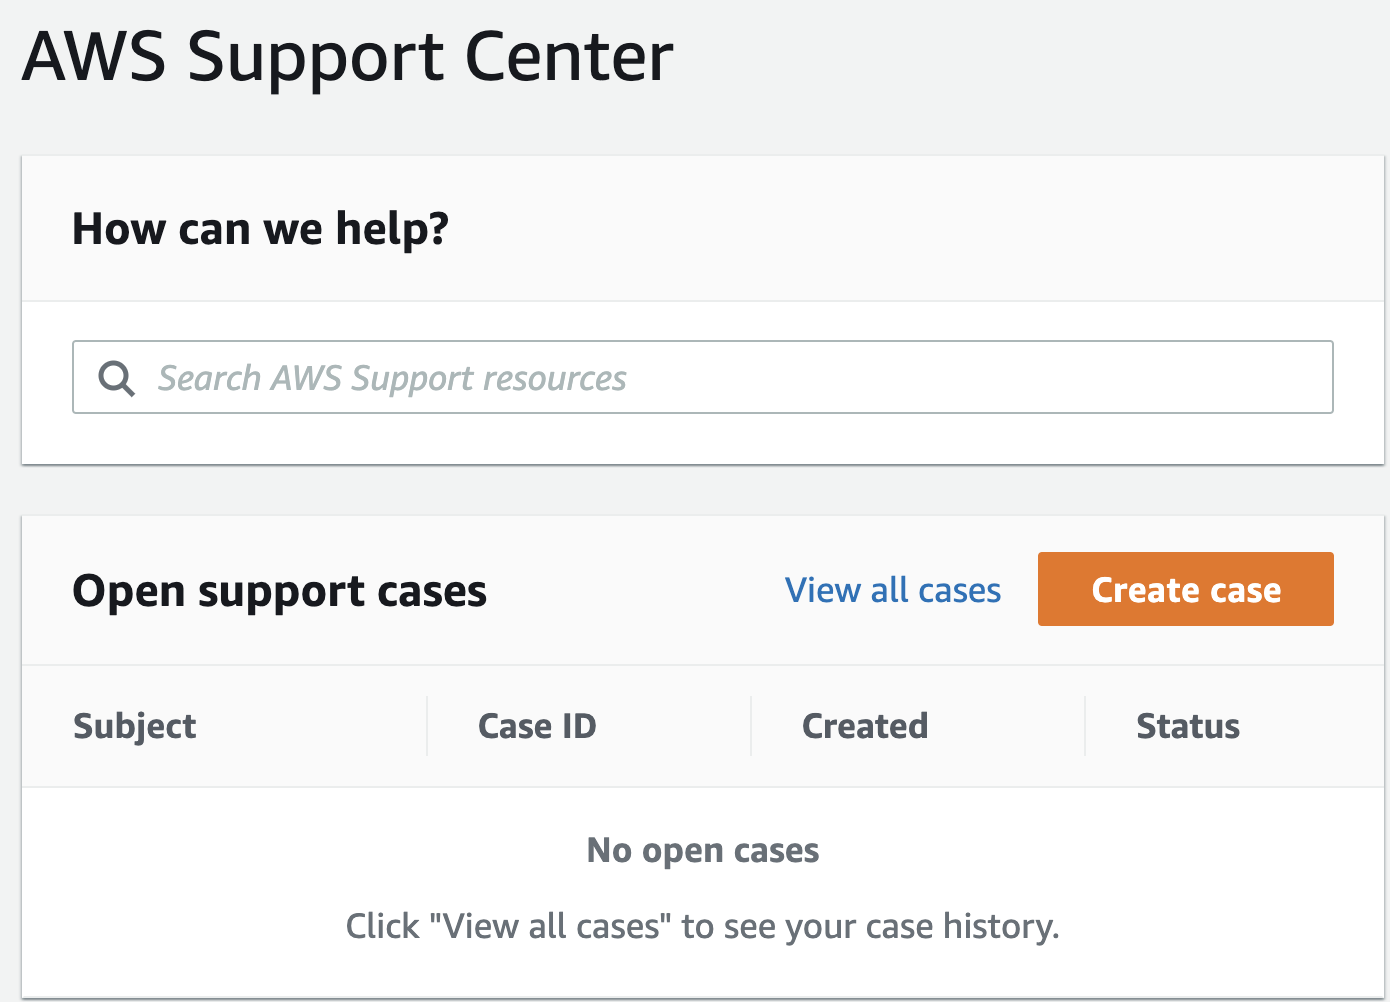 AWS Support Center
How can we help?
Search AWS Support resources
Open support cases
View all cases
Create case
Subject
Case ID
Created
Status
No open cases
Click "View all cases" to see your case history.